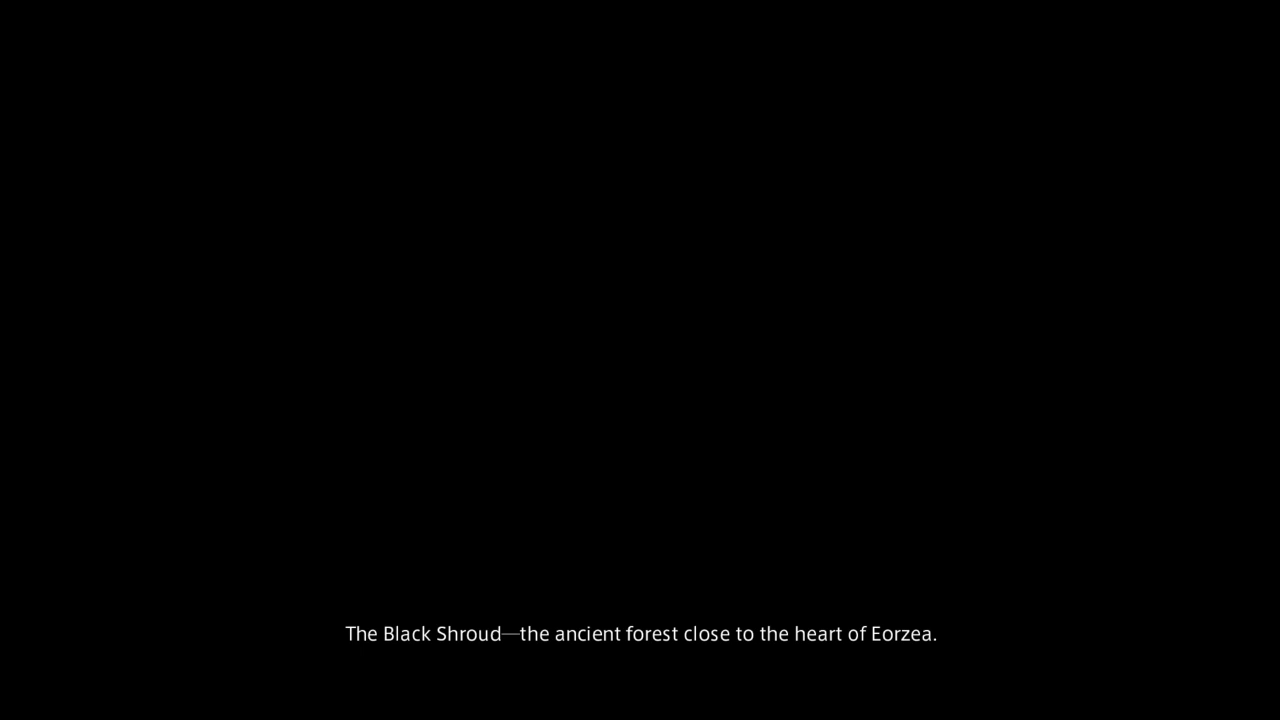 The Black Shroud—the ancient forest close to the heart of Eorzea.